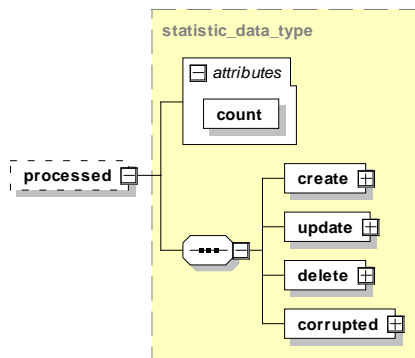 statistic_data_type
attributes
count
processed
create
update
delete
corrupted